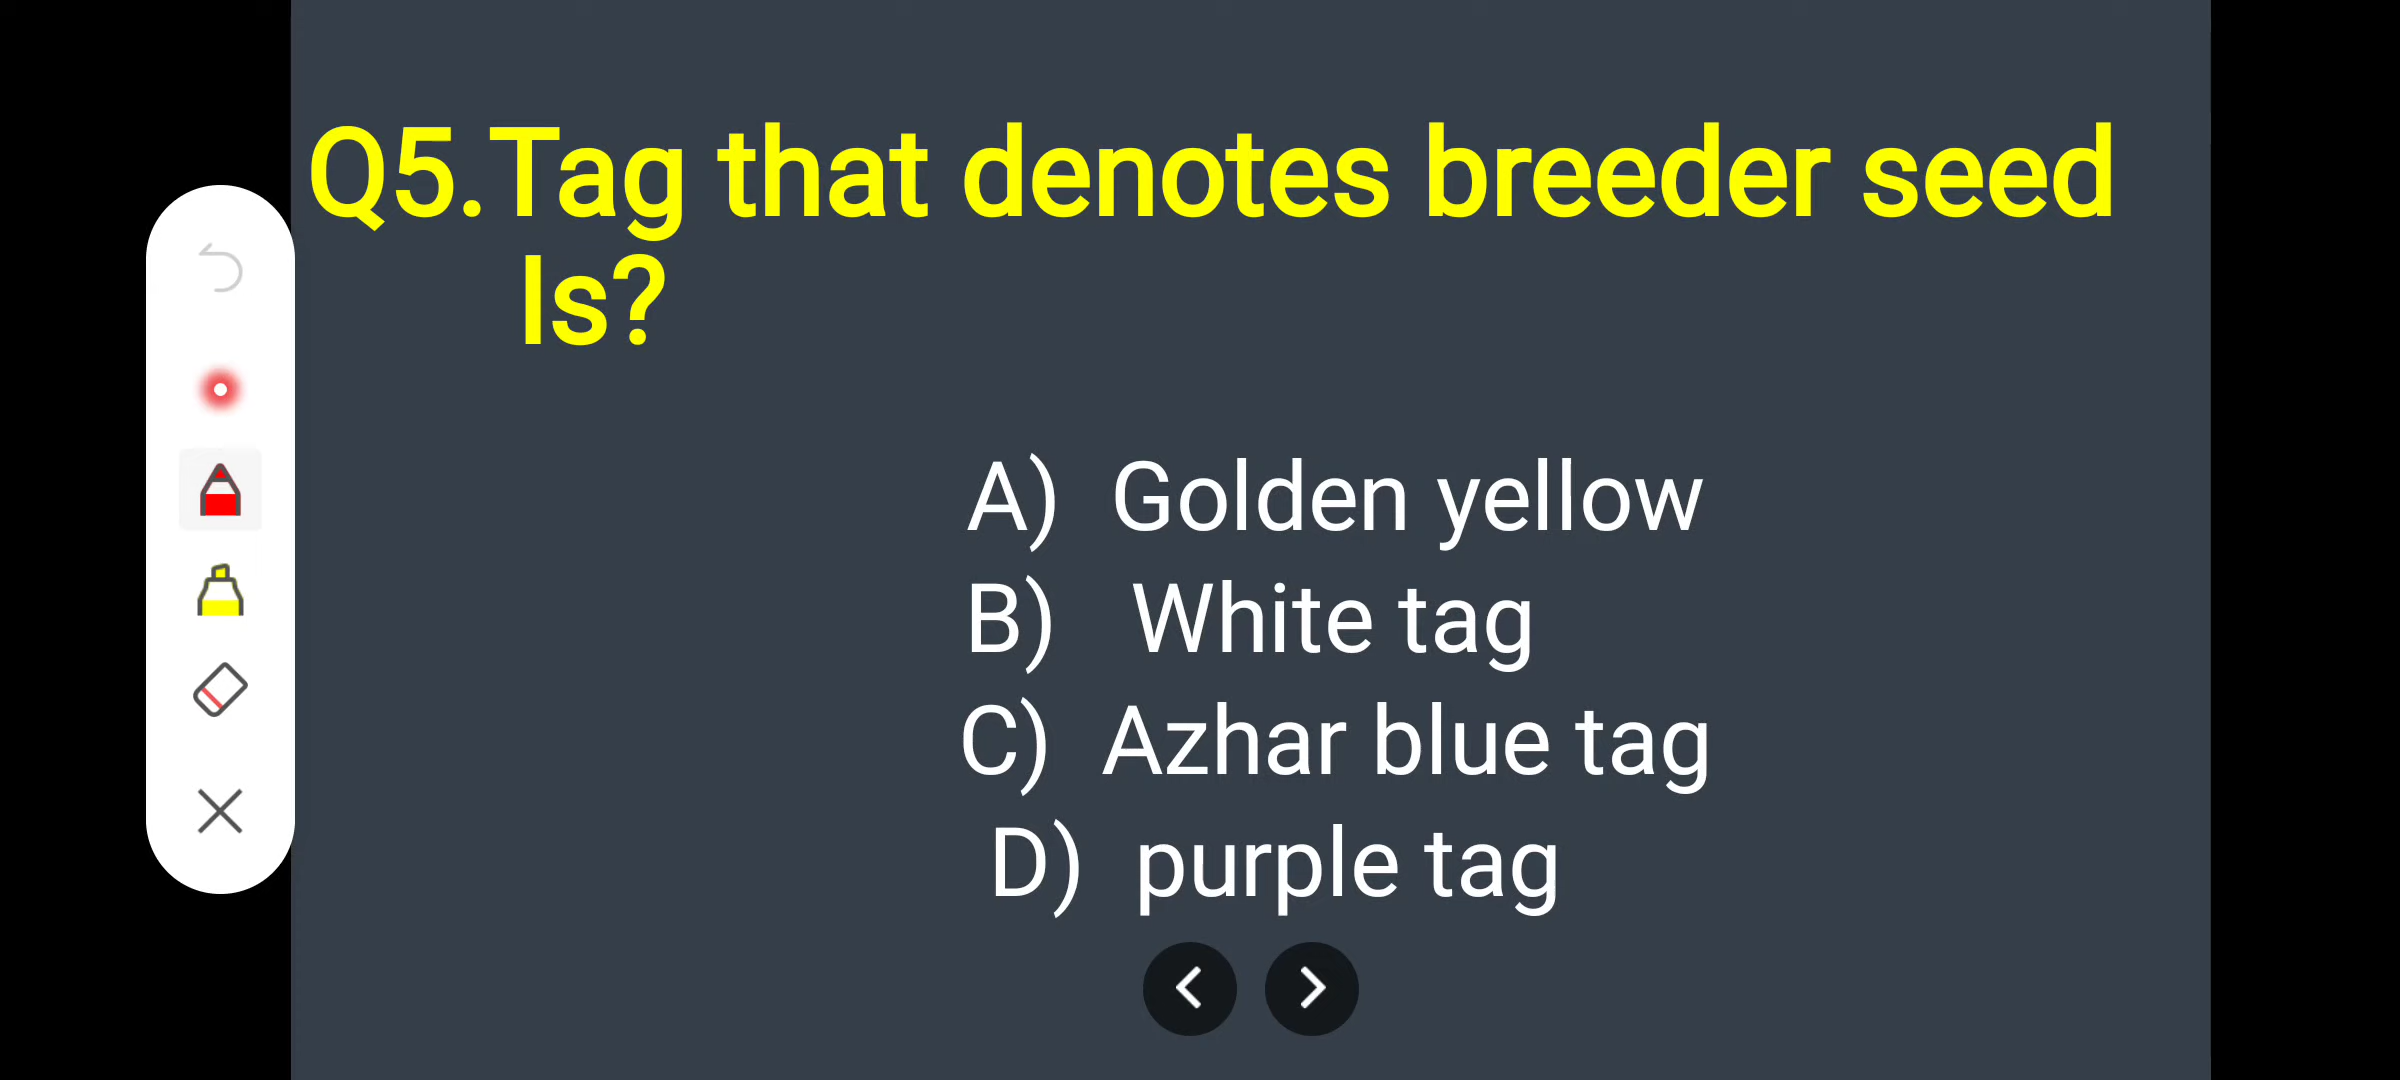 Q5.Tag that denotes breeder seed
Is?
A) Golden yellow
B) White tag
C) Azhar blue tag
D) purple tag